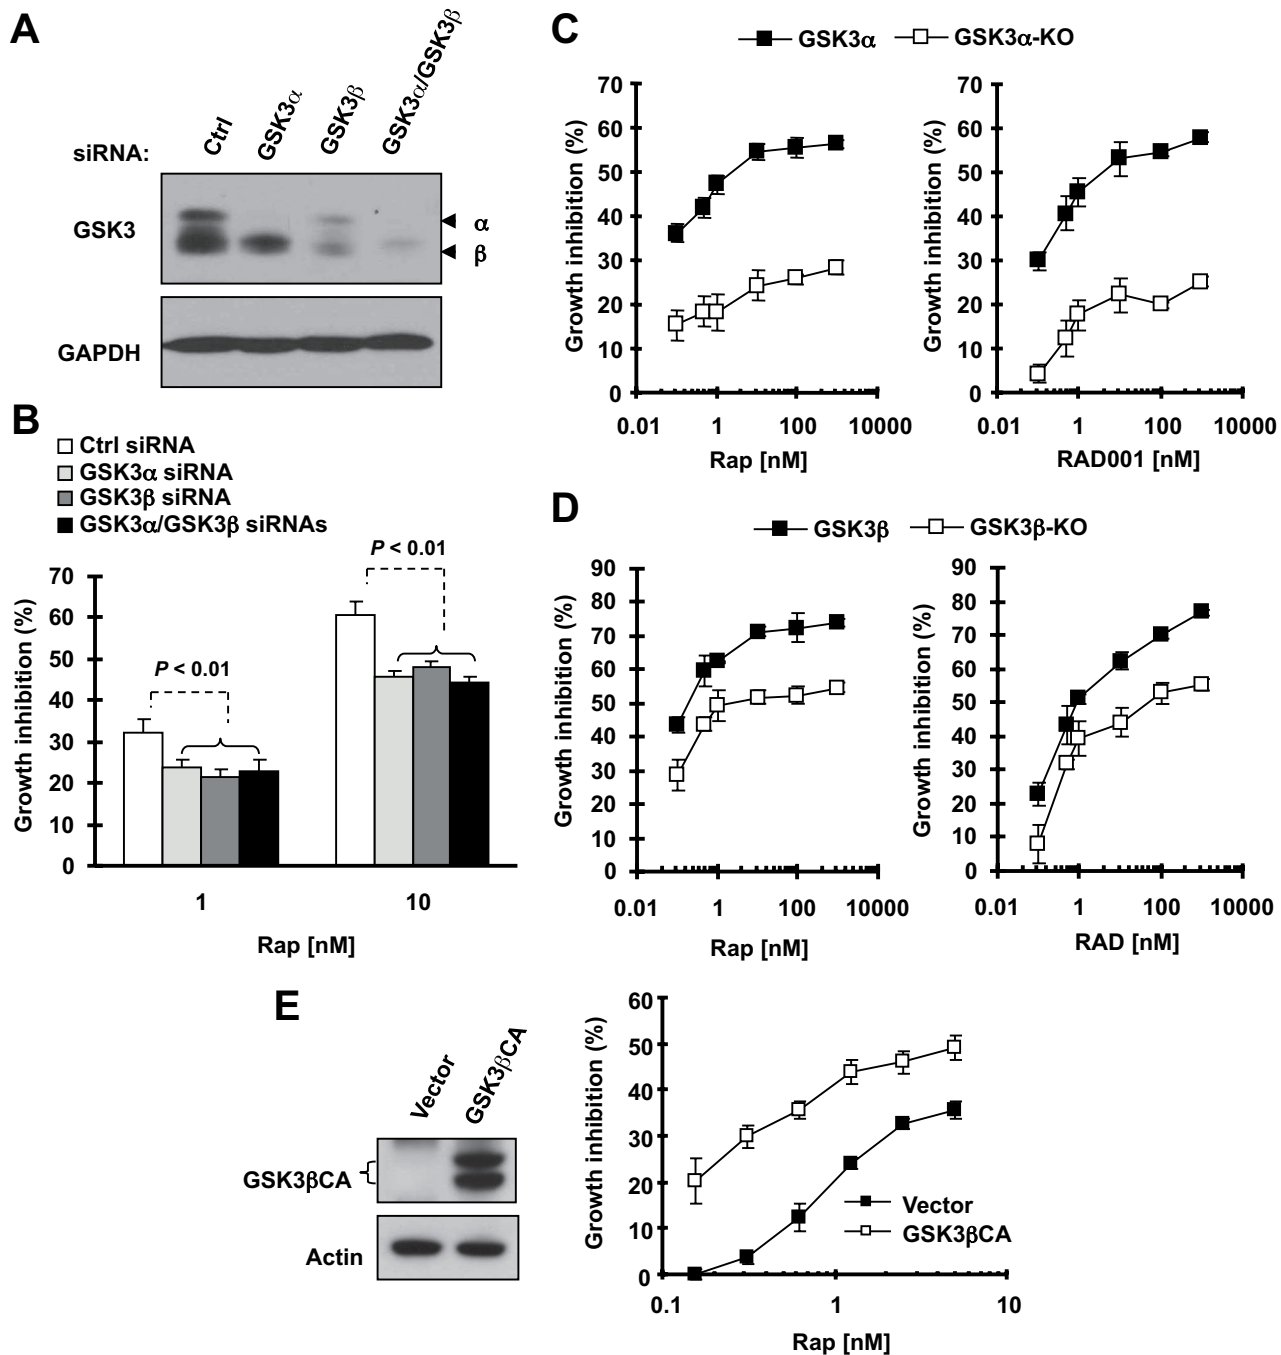 A
siRNA:
Ctrl
GSK3α
GSK3β
GSK3α/GSK3β
GSK3
α
β
GAPDH
B
Ctrl siRNA
GSK3α siRNA
GSK3β siRNA
GSK3α/GSK3β siRNAs
Growth inhibition (%)
70
60
50
40
30
20
10
0
P < 0.01
P < 0.01
1
10
Rap [nM]
C
GSK3α
GSK3α-KO
Growth inhibition (%)
70
60
50
40
30
20
10
0
0.01
1
100
10000
Rap [nM]
Growth inhibition (%)
70
60
50
40
30
20
10
0
0.01
1
100
10000
RAD001 [nM]
D
GSK3β
GSK3β-KO
Growth inhibition (%)
90
80
70
60
50
40
30
20
10
0
0.01
1
100
10000
Rap [nM]
Growth inhibition (%)
90
80
70
60
50
40
30
20
10
0
0.01
1
100
10000
RAD [nM]
E
Vector
GSK3βCA
GSK3βCA
Actin
Growth inhibition (%)
60
50
40
30
20
10
0
Vector
GSK3βCA
0.1
1
10
Rap [nM]